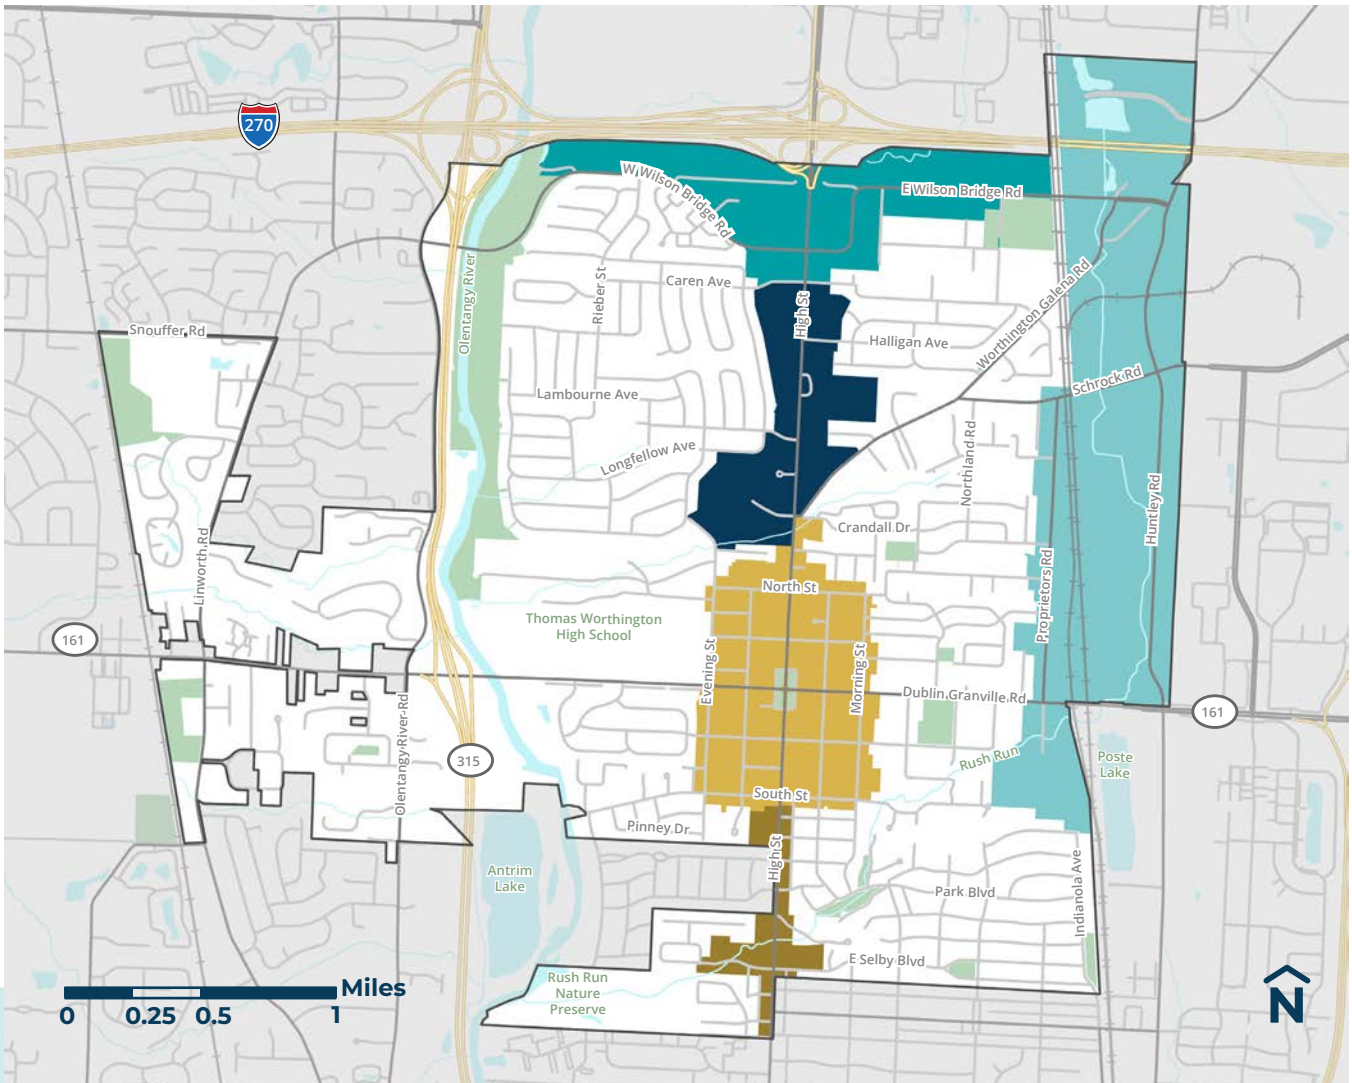 270
W Wilson Bridge Rd
E Wilson Bridge Rd
Olentangy River
Rieber St
Caren Ave
High St
Worthington Galena Rd
Snouffer Rd
Halligan Ave
Schrock Rd
Lambourne Ave
Longfellow Ave
Northland Rd
Huntley Rd
Crandall Dr
Linworth Rd
Proprietors Rd
North St
Thomas Worthington
High School
161
Evening St
Morning St
Dublin Granville Rd
161
Olentangy River Rd
315
Rush Run
Poste
Lake
South St
Pinney Dr
High St
Antrim
Lake
Park Blvd
Indianola Ave
E Selby Blvd
Rush Run
Nature
Preserve
Miles
0 0.25 0.5 1
N